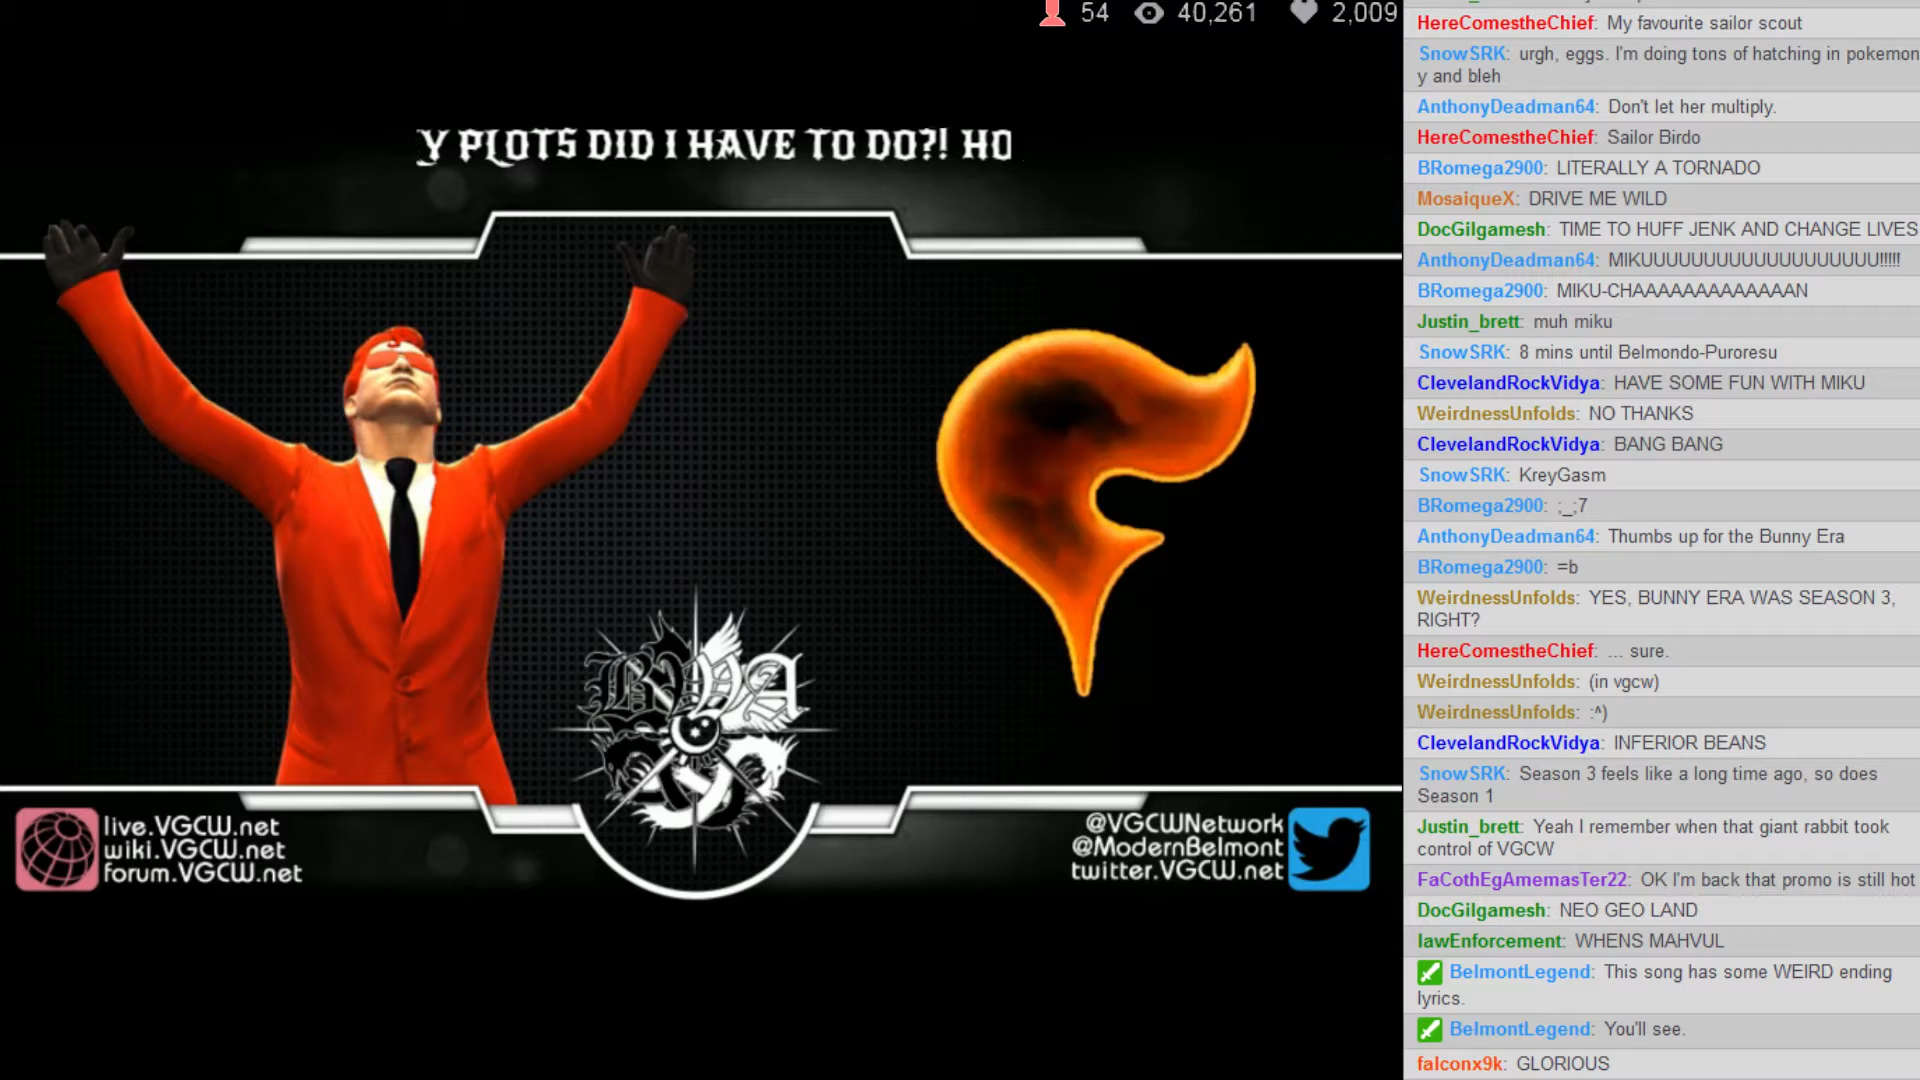 54 40,261 2,009
Y PLOTS DID I HAVE TO DO?! HO
BVA
live.VGCW.net
wiki.VGCW.net
forum.VGCW.net
@VGCWNetwork
@ModernBelmont
twitter.VGCW.net
HereComestheChief: My favourite sailor scout
SnowSRK: urgh, eggs. I'm doing tons of hatching in pokemon
y and bleh
AnthonyDeadman64: Don't let her multiply.
HereComestheChief: Sailor Birdo
BRomega2900: LITERALLY A TORNADO
MosaiqueX: DRIVE ME WILD
DocGilgamesh: TIME TO HUFF JENK AND CHANGE LIVES
AnthonyDeadman64: MIKUUUUUUUUUUUUUUUUUU!!!!!
BRomega2900: MIKU-CHAAAAAAAAAAAAAN
Justin_brett: muh miku
SnowSRK: 8 mins until Belmondo-Puroresu
ClevelandRockVidya: HAVE SOME FUN WITH MIKU
WeirdnessUnfolds: NO THANKS
ClevelandRockVidya: BANG BANG
SnowSRK: KreyGasm
BRomega2900: ;_;7
AnthonyDeadman64: Thumbs up for the Bunny Era
BRomega2900: =b
WeirdnessUnfolds: YES, BUNNY ERA WAS SEASON 3,
RIGHT?
HereComestheChief: ... sure.
WeirdnessUnfolds: (in vgcw)
WeirdnessUnfolds: :^)
ClevelandRockVidya: INFERIOR BEANS
SnowSRK: Season 3 feels like a long time ago, so does
Season 1
Justin_brett: Yeah I remember when that giant rabbit took
control of VGCW
FaCothEgAmemasTer22: OK I'm back that promo is still hot
DocGilgamesh: NEO GEO LAND
lawEnforcement: WHENS MAHVUL
BelmontLegend: This song has some WEIRD ending
lyrics.
BelmontLegend: You'll see.
falconx9k: GLORIOUS